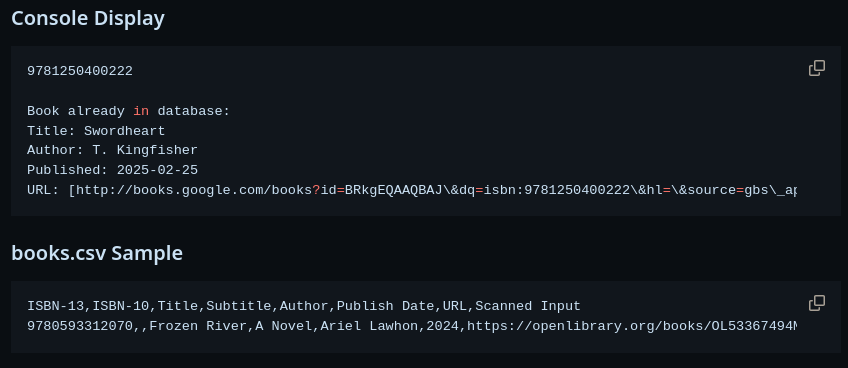 Console Display
9781250400222
Book already in database:
Title: Swordheart
Author: T. Kingfisher
Published: 2025-02-25
URL: [http://books.google.com/books?id=BRkgEQAAQBAJ\&dq=isbn:9781250400222\&hl=\&source=gbs\_ap
books.csv Sample
ISBN-13,ISBN-10,Title,Subtitle,Author,Publish Date,URL,Scanned Input
9780593312070,,Frozen River,A Novel,Ariel Lawhon,2024,https://openlibrary.org/books/OL53367494M